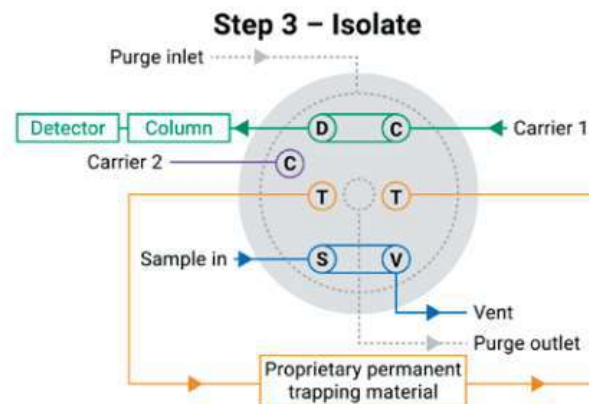 Step 3 – Isolate
Purge inlet
Detector
Column
D
C
Carrier 1
Carrier 2
C
T
T
Sample in
S
V
Vent
Purge outlet
Proprietary permanent
trapping material